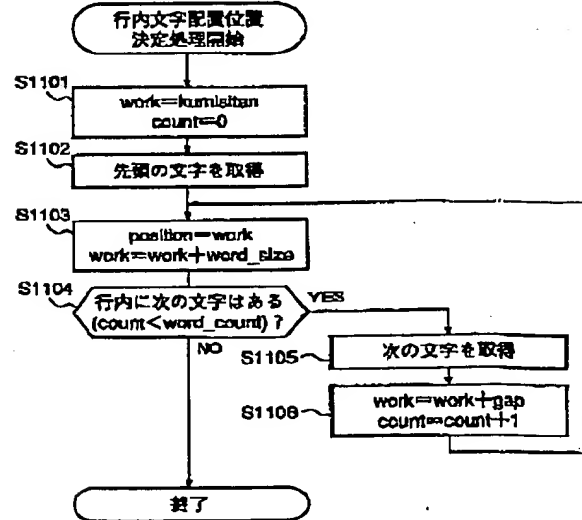 行内文字配置位置
決定処理開始
S1101
work=kumisitan
count=0
S1102
先頭の文字を取得
S1103
position=work
work=work+word_size
S1104
行内に次の文字はある
(count<word_count)?
YES
NO
S1105
次の文字を取得
S1106
work=work+gap
count=count+1
終了